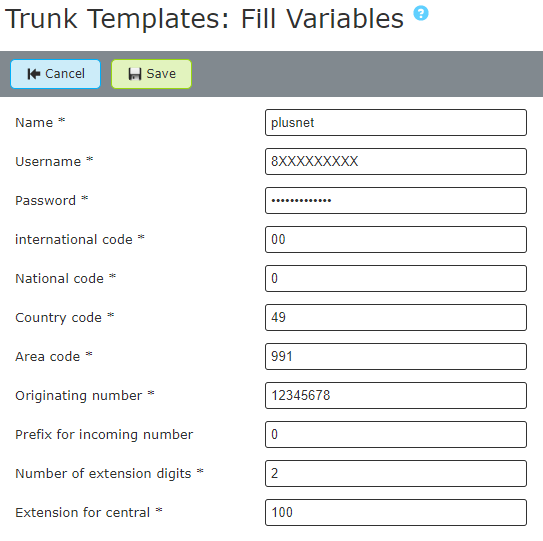 Trunk Templates: Fill Variables ?
Cancel Save
Name * plusnet
Username * 8XXXXXXXXX
Password * •••••••••••••
international code * 00
National code * 0
Country code * 49
Area code * 991
Originating number * 12345678
Prefix for incoming number 0
Number of extension digits * 2
Extension for central * 100